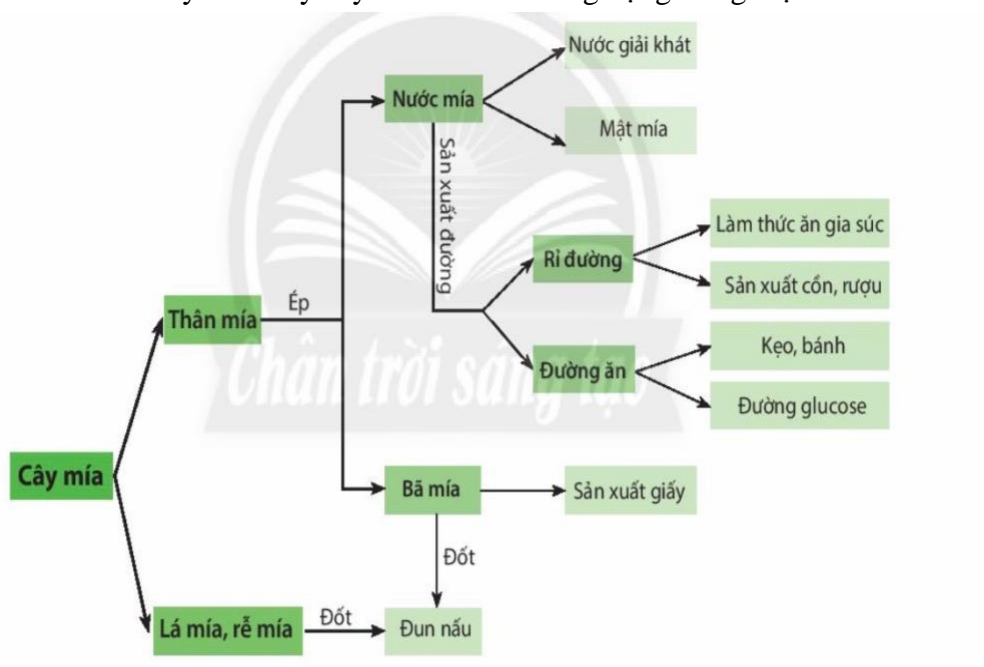 Nước giải khát
Nước mía
Mật mía
Sản xuất đường
Làm thức ăn gia súc
Rỉ đường
Sản xuất cồn, rượu
Ép
Thân mía
Kẹo, bánh
Đường ăn
Đường glucose
Chân trời sáng tạo
Cây mía
Bã mía
Sản xuất giấy
Đốt
Lá mía, rễ mía
Đốt
Đun nấu